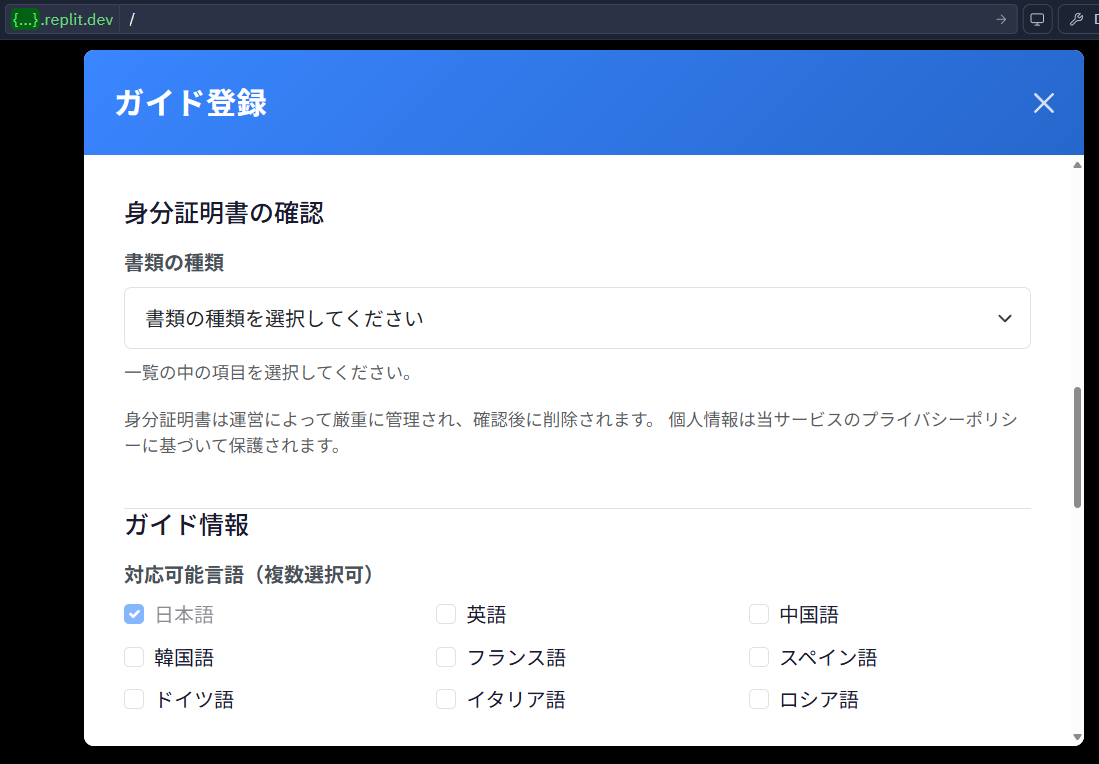 {...}.replit.dev /
ガイド登録
身分証明書の確認
書類の種類
書類の種類を選択してください
一覧の中の項目を選択してください。
身分証明書は運営によって厳重に管理され、確認後に削除されます。 個人情報は当サービスのプライバシーポリシ
ーに基づいて保護されます。
ガイド情報
対応可能言語（複数選択可）
日本語 英語 中国語
韓国語 フランス語 スペイン語
ドイツ語 イタリア語 ロシア語